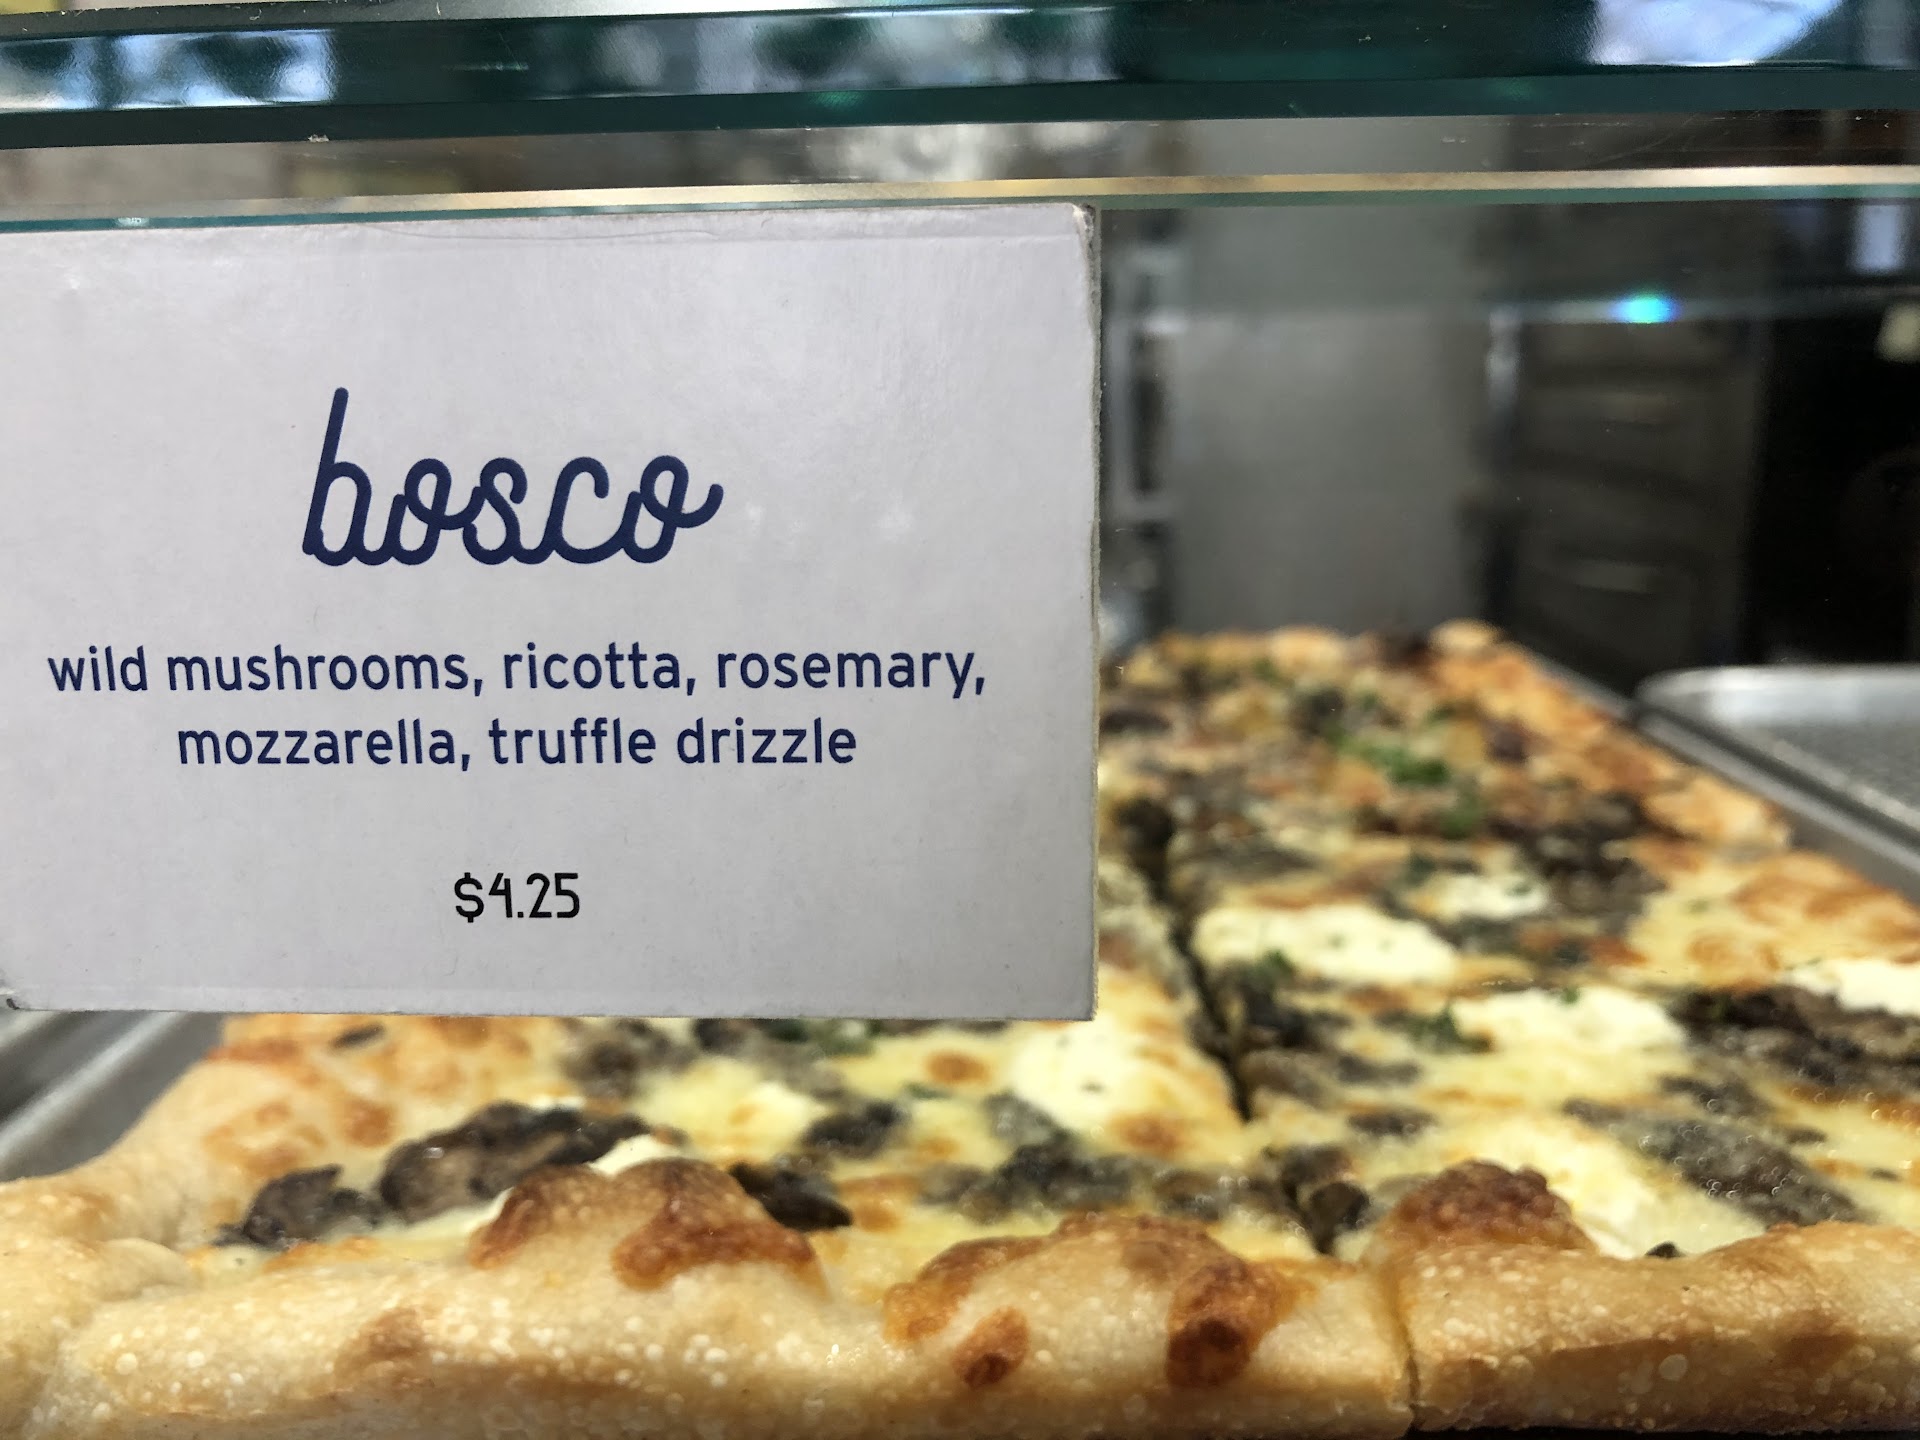 bosco
wild mushrooms, ricotta, rosemary,
mozzarella, truffle drizzle
$4.25